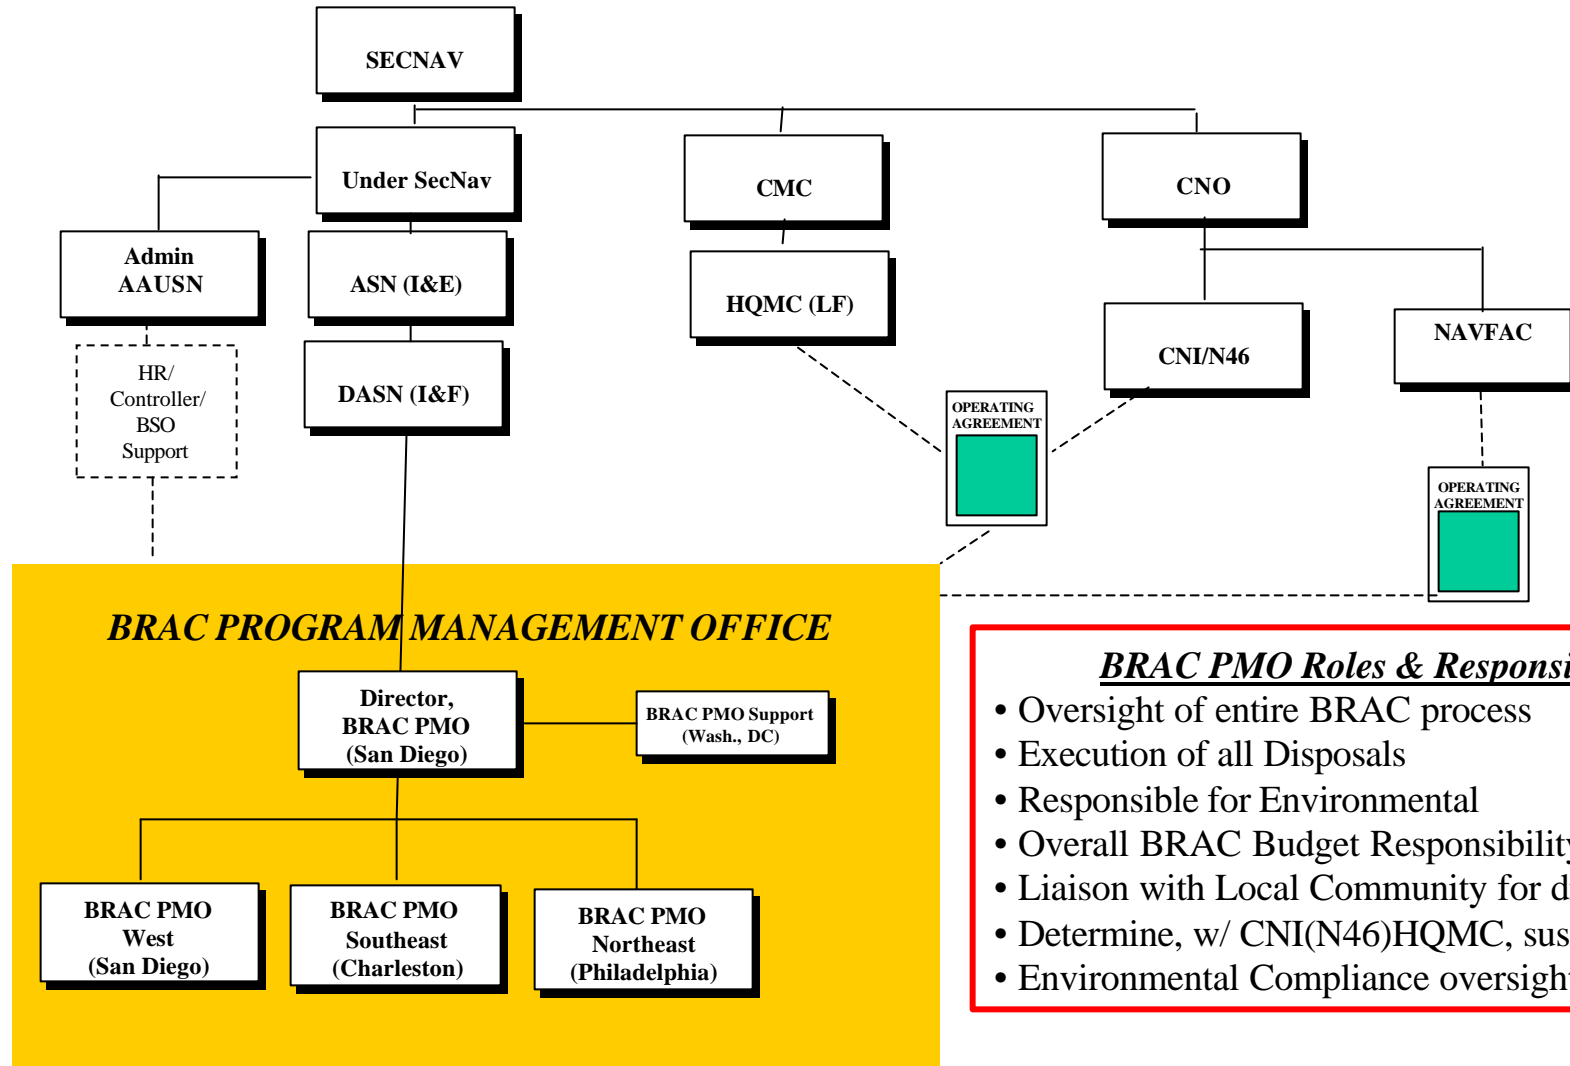 SECNAV
Under SecNav
CMC
CNO
Admin
AAUSN
ASN (I&E)
HQMC (LF)
CNI/N46
NAVFAC
HR/
Controller/
BSO
Support
DASN (I&F)
OPERATING
AGREEMENT
OPERATING
AGREEMENT
BRAC PROGRAM MANAGEMENT OFFICE
Director,
BRAC PMO
(San Diego)
BRAC PMO Support
(Wash., DC)
BRAC PMO
West
(San Diego)
BRAC PMO
Southeast
(Charleston)
BRAC PMO
Northeast
(Philadelphia)
BRAC PMO Roles & Responsi
• Oversight of entire BRAC process
• Execution of all Disposals
• Responsible for Environmental
• Overall BRAC Budget Responsibility
• Liaison with Local Community for d
• Determine, w/ CNI(N46)HQMC, sus
• Environmental Compliance oversight